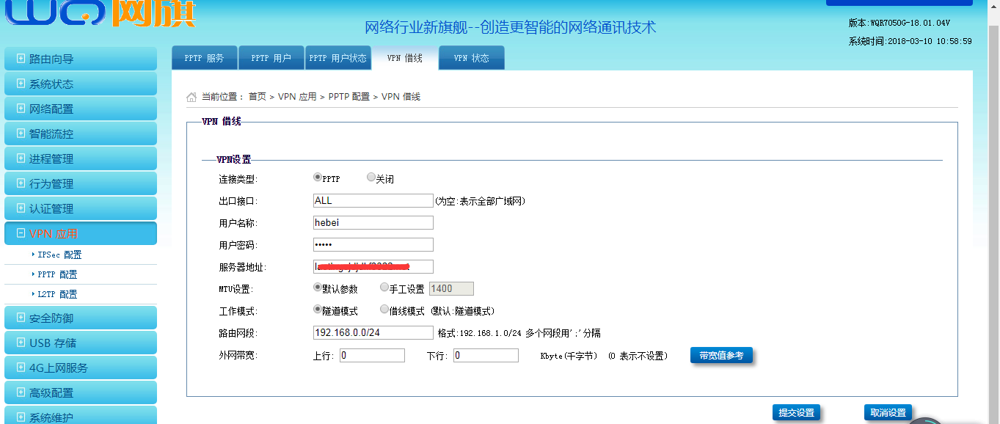 WQ网旗
网络行业新旗舰--创造更智能的网络通讯技术
版本:WQR7050G-18.01.04V
系统时间:2018-03-10 10:58:59
路由向导
系统状态
网络配置
智能流控
进程管理
行为管理
认证管理
VPN 应用
IPSec 配置
PPTP 配置
L2TP 配置
安全防御
USB 存储
4G上网服务
高级配置
系统维护
PPTP 服务 PPTP 用户 PPTP 用户状态 VPN 借线 VPN 状态
当前位置： 首页 > VPN 应用 > PPTP 配置 > VPN 借线
VPN 借线
VPN设置
连接类型: PPTP 关闭
出口接口: ALL (为空:表示全部广域网)
用户名称: hebei
用户密码: •••••
服务器地址:
MTU设置: 默认参数 手工设置 1400
工作模式: 隧道模式 借线模式 (默认:隧道模式)
路由网段: 192.168.0.0/24 格式:192.168.1.0/24 多个网段用';'分隔
外网带宽: 上行: 0 下行: 0 Kbyte(千字节) (0 表示不设置) 带宽值参考
提交设置 取消设置